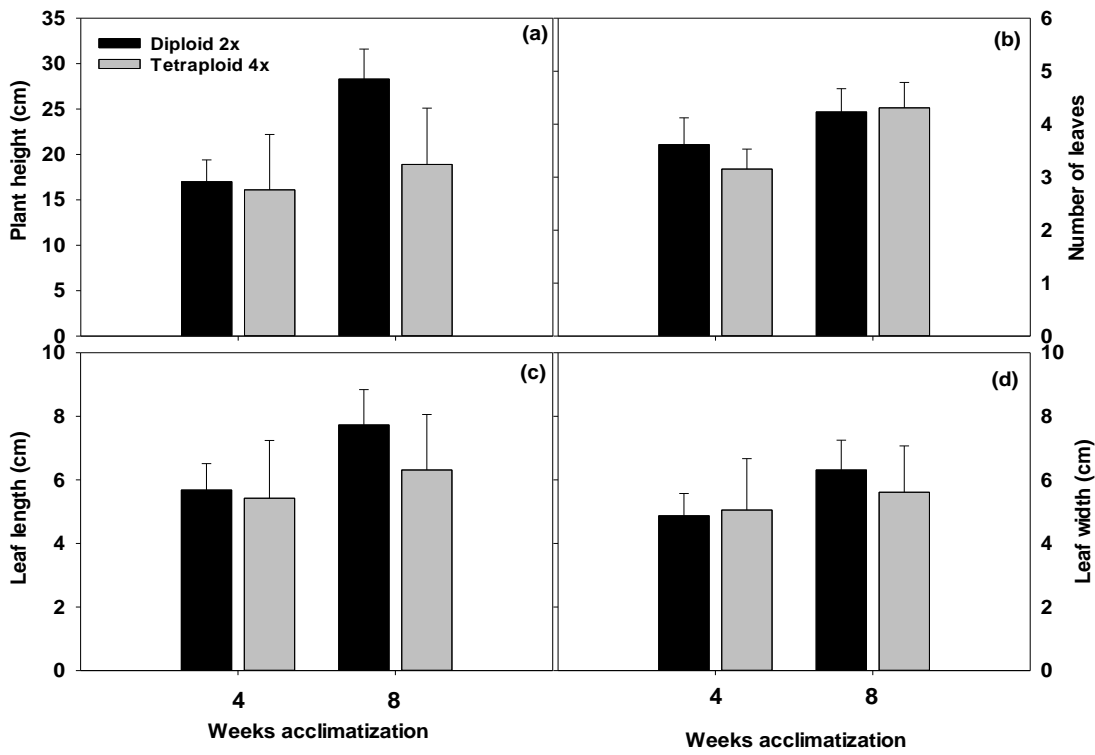 35
30
25
20
15
10
5
0
Plant height (cm)
Diploid 2x
Tetraploid 4x
(a)
(b)
6
5
4
3
2
1
0
Number of leaves
10
8
6
4
2
0
Leaf length (cm)
(c)
4
8
Weeks acclimatization
(d)
10
8
6
4
2
0
Leaf width (cm)
4
8
Weeks acclimatization